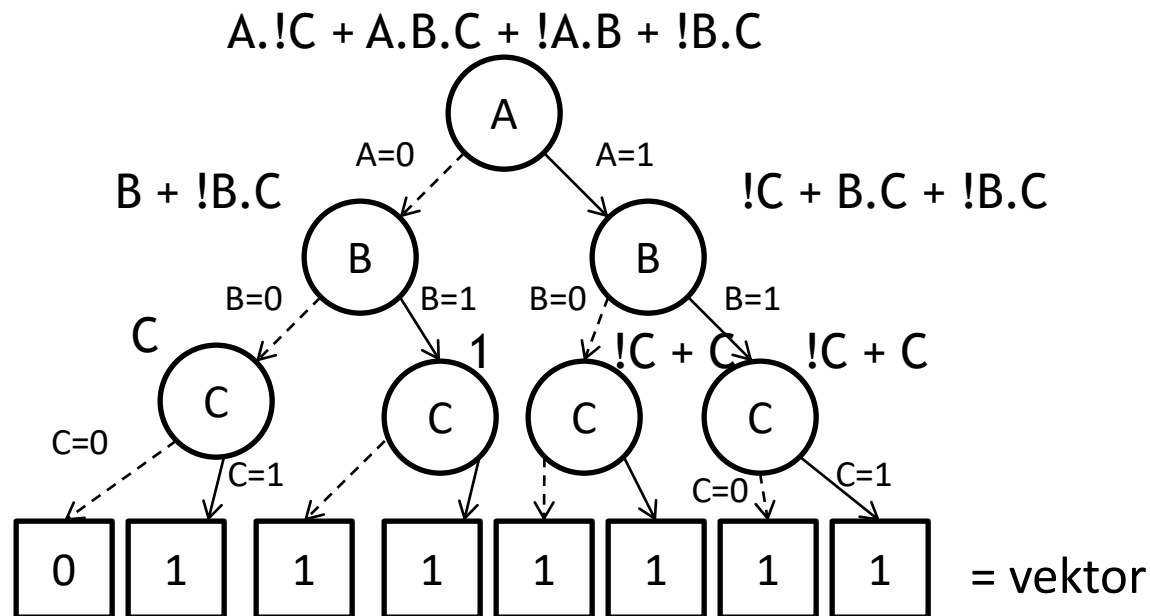 A.!C + A.B.C + !A.B + !B.C
A
A=0 A=1
B + !B.C !C + B.C + !B.C
B B
B=0 B=1 B=0 B=1
C 1 !C + C !C + C
C C C C
C=0 C=1 C=0 C=1
0 1 1 1 1 1 1 1 = vektor